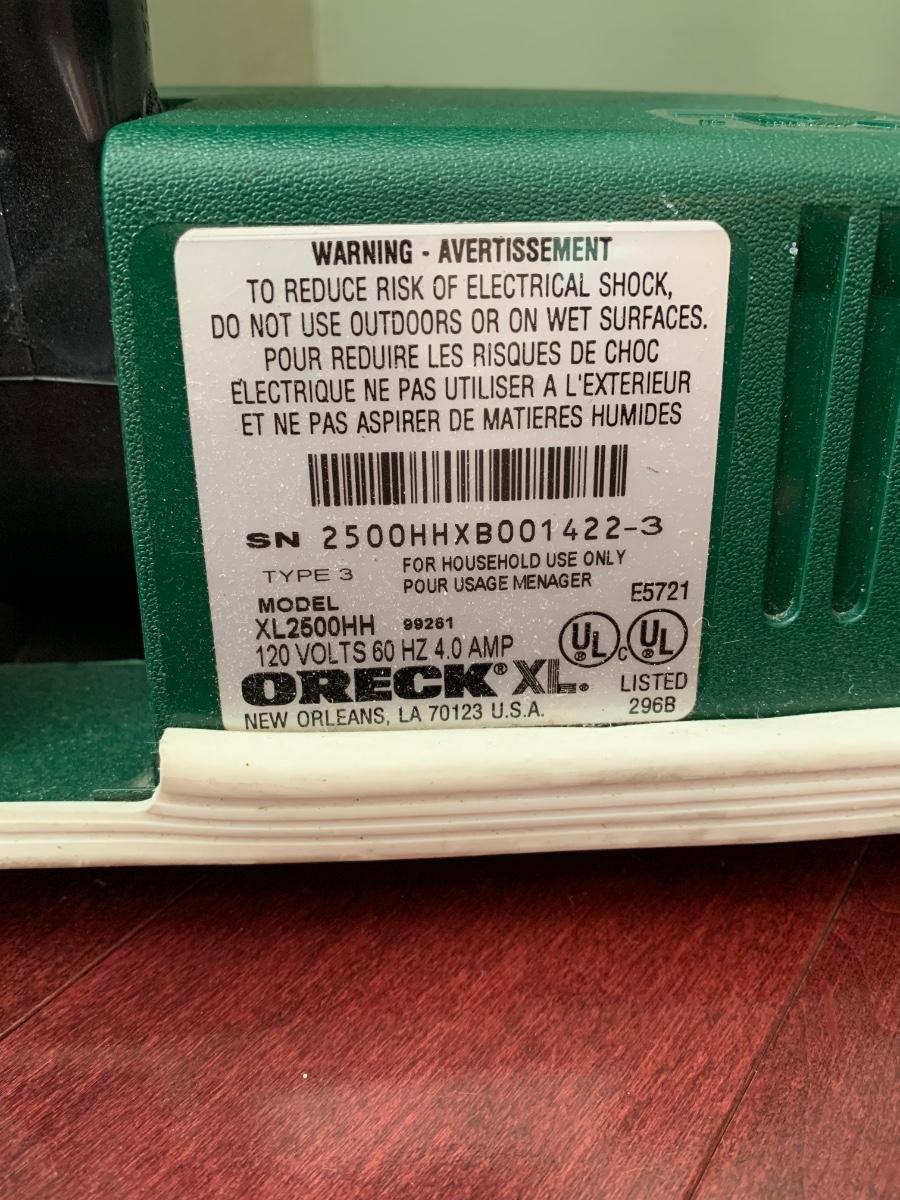 WARNING - AVERTISSEMENT
TO REDUCE RISK OF ELECTRICAL SHOCK,
DO NOT USE OUTDOORS OR ON WET SURFACES.
POUR REDUIRE LES RISQUES DE CHOC
ÉLECTRIQUE NE PAS UTILISER A L'EXTERIEUR
ET NE PAS ASPIRER DE MATIERES HUMIDES
SN 2500HHXB001422-3
TYPE 3
FOR HOUSEHOLD USE ONLY
POUR USAGE MENAGER
E5721
MODEL
XL2500HH 99281
120 VOLTS 60 HZ 4.0 AMP
UL® c UL®
ORECK® XL®
LISTED
296B
NEW ORLEANS, LA 70123 U.S.A.